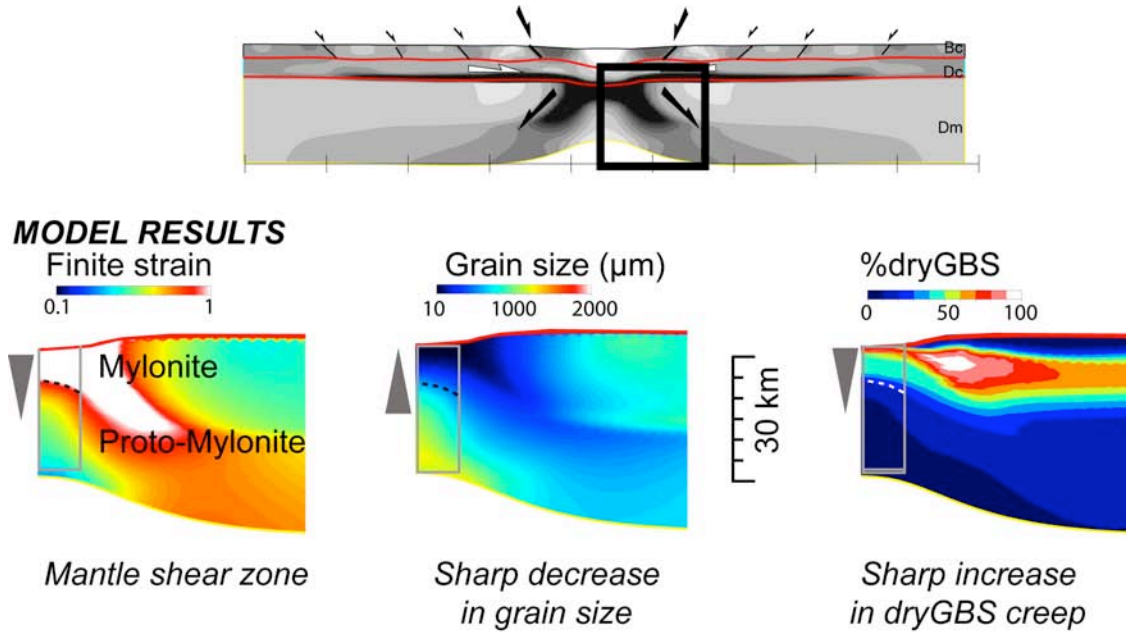 Bc
Dc
Dm
MODEL RESULTS
Finite strain
0.1 1
Mylonite
Proto-Mylonite
Mantle shear zone
Grain size (µm)
10 1000 2000
Sharp decrease
in grain size
30 km
%dryGBS
0 50 100
Sharp increase
in dryGBS creep